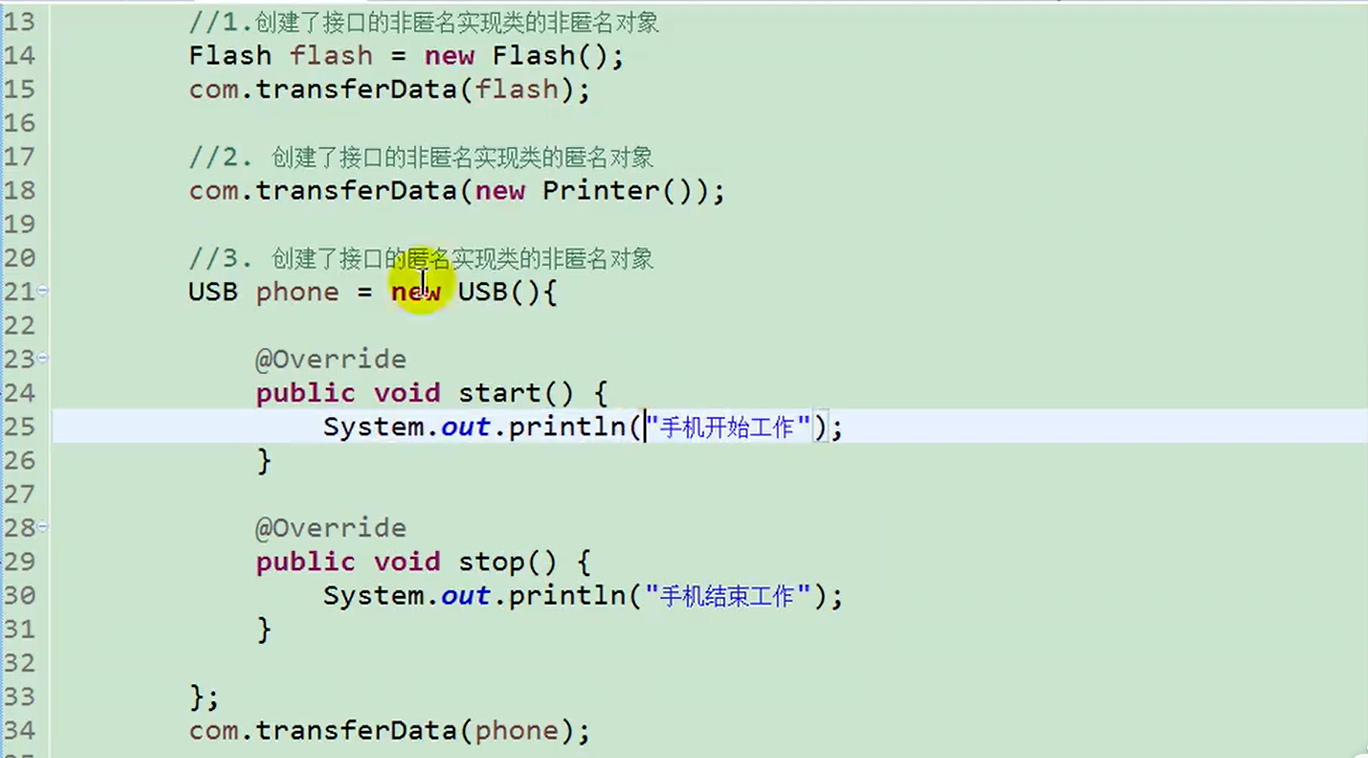 13 //1.创建了接口的非匿名实现类的非匿名对象
14 Flash flash = new Flash();
15 com.transferData(flash);
16
17 //2. 创建了接口的非匿名实现类的匿名对象
18 com.transferData(new Printer());
19
20 //3. 创建了接口的匿名实现类的非匿名对象
21 USB phone = new USB(){
22
23 @Override
24 public void start() {
25 System.out.println("手机开始工作");
26 }
27
28 @Override
29 public void stop() {
30 System.out.println("手机结束工作");
31 }
32
33 };
34 com.transferData(phone);